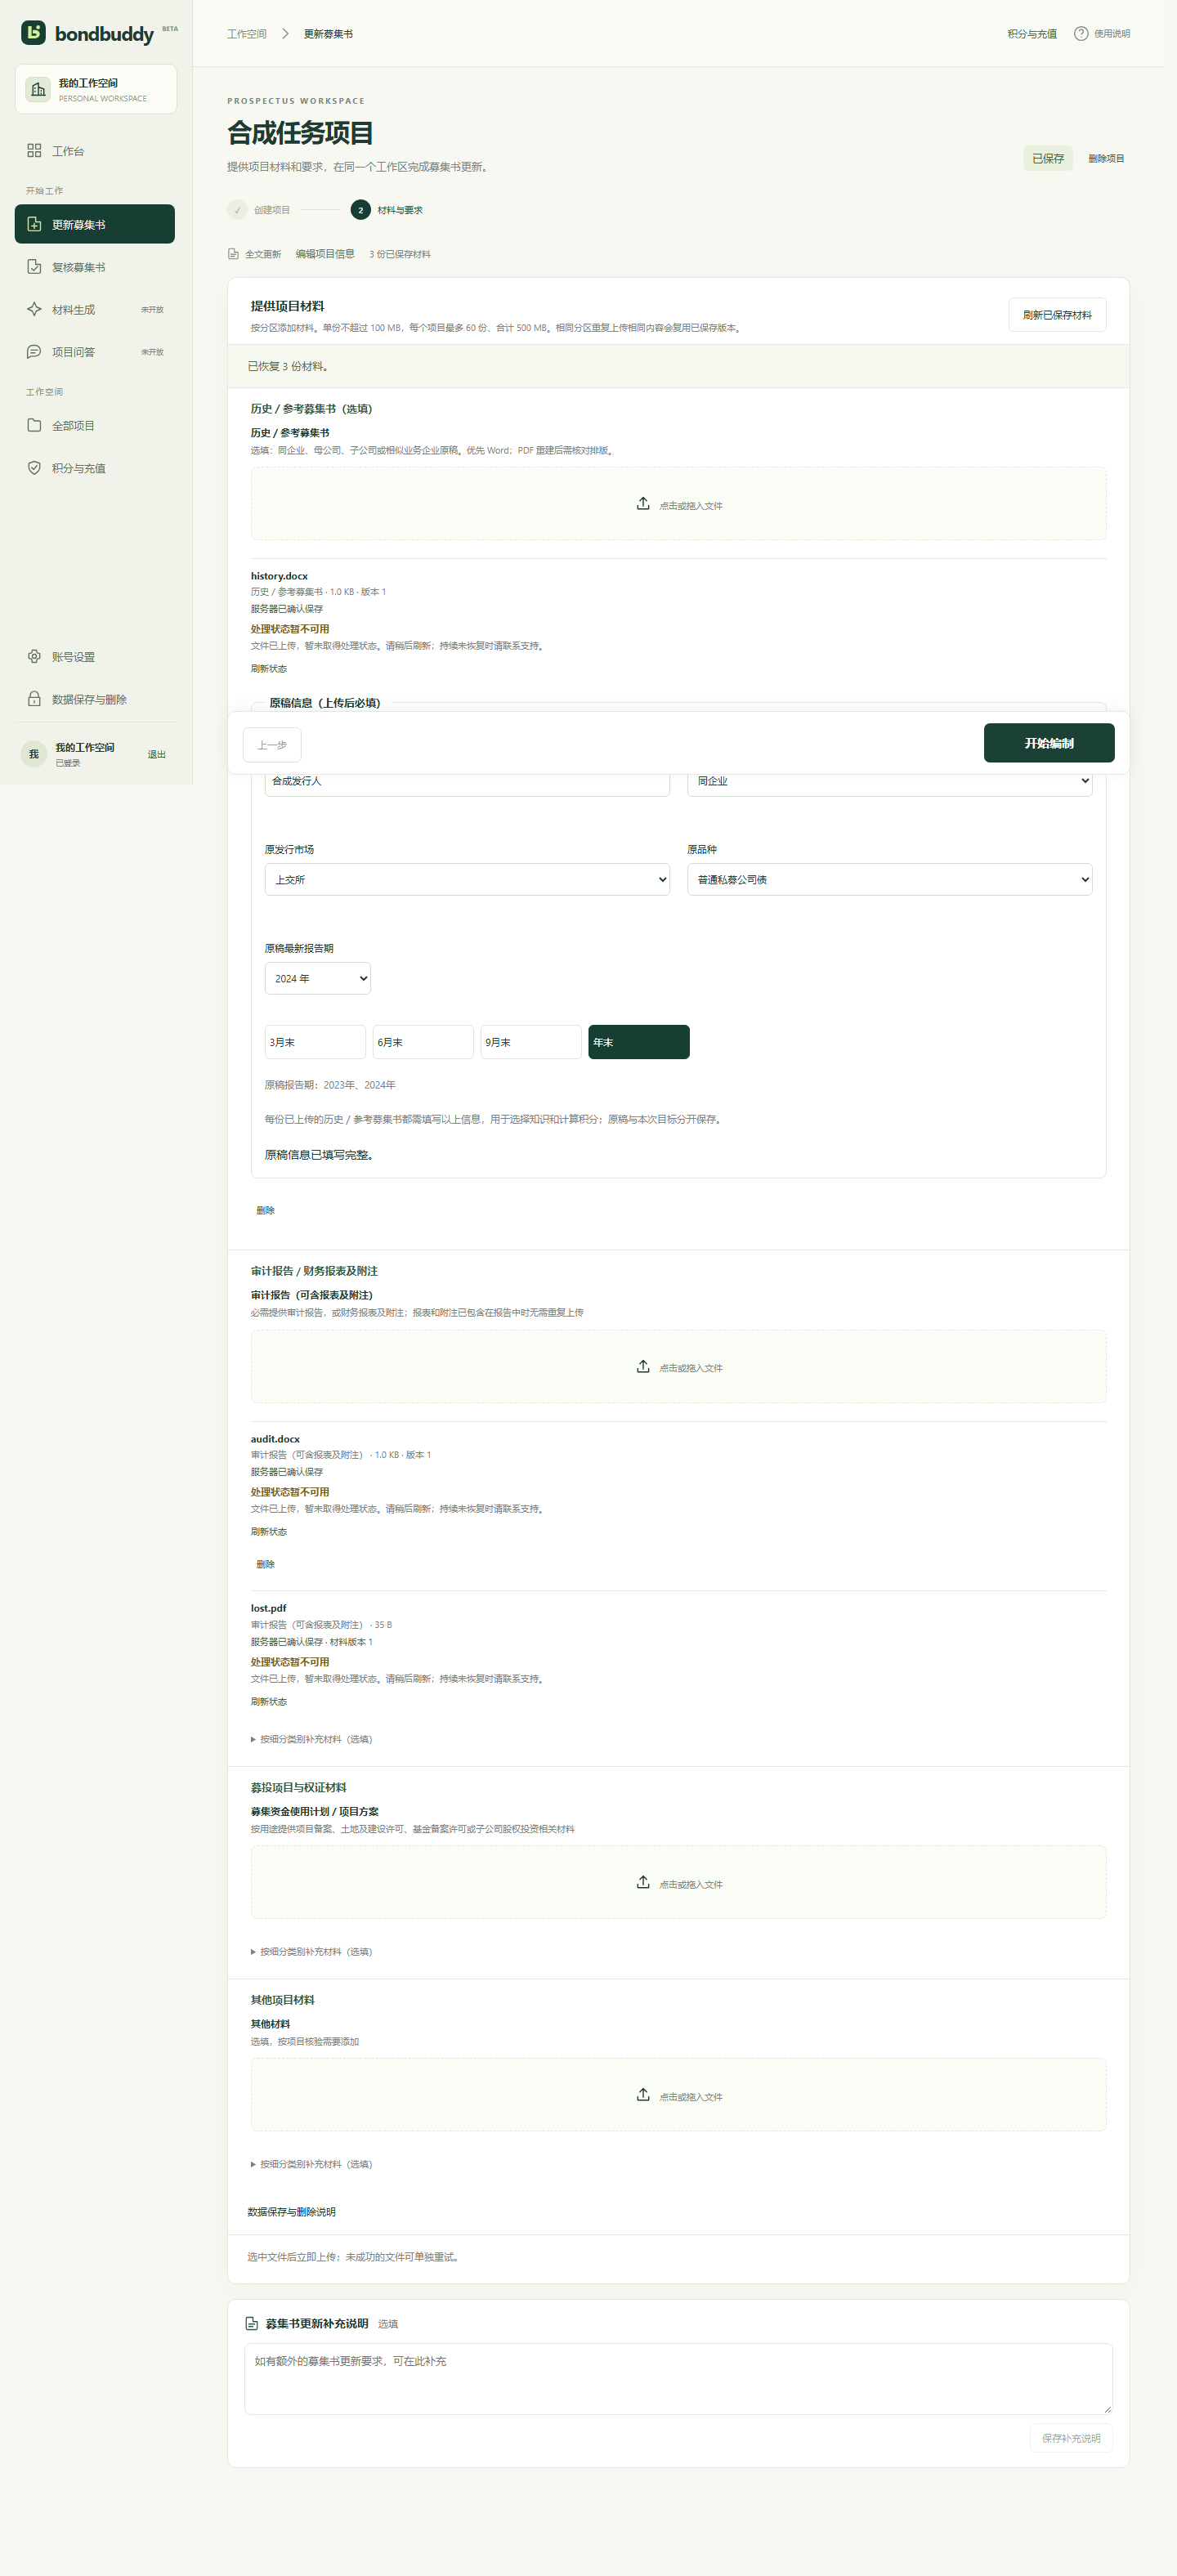 bondbuddy BETA
我的工作空间
PERSONAL WORKSPACE
工作台
开始工作
更新募集书
复核募集书
材料生成 未开放
项目问答 未开放
工作空间
全部项目
积分与充值
账号设置
数据保存与删除
我 我的工作空间
已登录
退出
工作空间 更新募集书
积分与充值 使用说明
PROSPECTUS WORKSPACE
合成任务项目
提供项目材料和要求，在同一个工作区完成募集书更新。
已保存 删除项目
创建项目 2 材料与要求
全文更新 编辑项目信息 3 份已保存材料
提供项目材料
按分区添加材料。单份不超过 100 MB，每个项目最多 60 份、合计 500 MB。相同分区重复上传相同内容会复用已保存版本。
刷新已保存材料
已恢复 3 份材料。
历史 / 参考募集书（选填）
历史 / 参考募集书
选填：同企业、母公司、子公司或相似业务企业原稿。优先 Word；PDF 重建后需核对排版。
点击或拖入文件
history.docx
历史 / 参考募集书 · 1.0 KB · 版本 1
服务器已确认保存
处理状态暂不可用
文件已上传，暂未取得处理状态。请稍后刷新；持续未恢复时请联系支持。
刷新状态
原稿信息（上传后必填）
上一步 开始编制
合成发行人 同企业
原发行市场 原品种
上交所 普通私募公司债
原稿最新报告期
2024 年
3月末 6月末 9月末 年末
原稿报告期：2023年、2024年
每份已上传的历史 / 参考募集书都需填写以上信息，用于选择知识和计算积分；原稿与本次目标分开保存。
原稿信息已填写完整。
删除
审计报告 / 财务报表及附注
审计报告（可含报表及附注）
必需提供审计报告，或财务报表及附注；报表和附注已包含在报告中时无需重复上传
点击或拖入文件
audit.docx
审计报告（可含报表及附注） · 1.0 KB · 版本 1
服务器已确认保存
处理状态暂不可用
文件已上传，暂未取得处理状态。请稍后刷新；持续未恢复时请联系支持。
刷新状态
删除
lost.pdf
审计报告（可含报表及附注） · 35 B
服务器已确认保存 · 材料版本 1
处理状态暂不可用
文件已上传，暂未取得处理状态。请稍后刷新；持续未恢复时请联系支持。
刷新状态
按细分类别补充材料（选填）
募投项目与权证材料
募集资金使用计划 / 项目方案
按用途提供项目备案、土地及建设许可、基金备案许可或子公司股权投资相关材料
点击或拖入文件
按细分类别补充材料（选填）
其他项目材料
其他材料
选填，按项目核验需要添加
点击或拖入文件
按细分类别补充材料（选填）
数据保存与删除说明
选中文件后立即上传；未成功的文件可单独重试。
募集书更新补充说明 选填
如有额外的募集书更新要求，可在此补充
保存补充说明